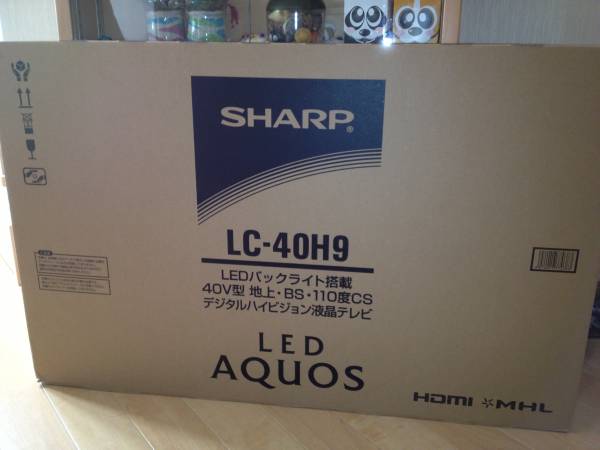 SHARP®
LC-40H9
LEDバックライト搭載
40V型 地上・BS・110度CS
デジタルハイビジョン液晶テレビ
LED
AQUOS
HDMI MHL